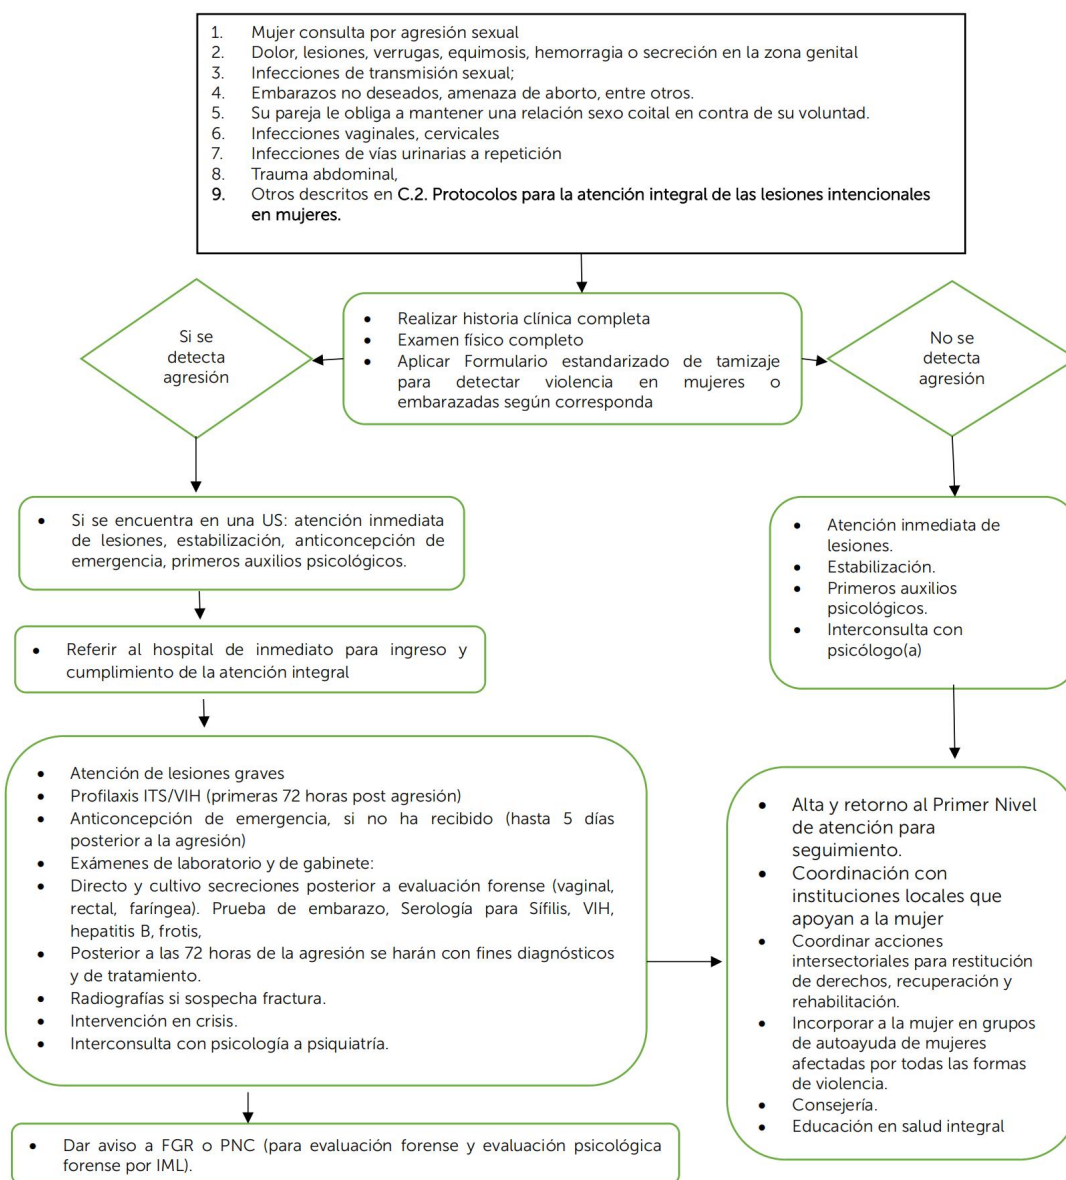 1. Mujer consulta por agresión sexual
2. Dolor, lesiones, verrugas, equimosis, hemorragia o secreción en la zona genital
3. Infecciones de transmisión sexual;
4. Embarazos no deseados, amenaza de aborto, entre otros.
5. Su pareja le obliga a mantener una relación sexo coital en contra de su voluntad.
6. Infecciones vaginales, cervicales
7. Infecciones de vías urinarias a repetición
8. Trauma abdominal,
9. Otros descritos en C.2. Protocolos para la atención integral de las lesiones intencionales
en mujeres.
Si se
detecta
agresión
• Realizar historia clínica completa
• Examen físico completo
• Aplicar Formulario estandarizado de tamizaje
para detectar violencia en mujeres o
embarazadas según corresponda
No se
detecta
agresión
• Si se encuentra en una US: atención inmediata
de lesiones, estabilización, anticoncepción de
emergencia, primeros auxilios psicológicos.
• Atención inmediata de
lesiones.
• Estabilización.
• Primeros auxilios
psicológicos.
• Interconsulta con
psicólogo(a)
• Referir al hospital de inmediato para ingreso y
cumplimiento de la atención integral
• Atención de lesiones graves
• Profilaxis ITS/VIH (primeras 72 horas post agresión)
• Anticoncepción de emergencia, si no ha recibido (hasta 5 días
posterior a la agresión)
• Exámenes de laboratorio y de gabinete:
• Directo y cultivo secreciones posterior a evaluación forense (vaginal,
rectal, faríngea). Prueba de embarazo, Serología para Sífilis, VIH,
hepatitis B, frotis,
• Posterior a las 72 horas de la agresión se harán con fines diagnósticos
y de tratamiento.
• Radiografías si sospecha fractura.
• Intervención en crisis.
• Interconsulta con psicología a psiquiatría.
• Alta y retorno al Primer Nivel
de atención para
seguimiento.
• Coordinación con
instituciones locales que
apoyan a la mujer
• Coordinar acciones
intersectoriales para restitución
de derechos, recuperación y
rehabilitación.
• Incorporar a la mujer en grupos
de autoayuda de mujeres
afectadas por todas las formas
de violencia.
• Consejería.
• Educación en salud integral
• Dar aviso a FGR o PNC (para evaluación forense y evaluación psicológica
forense por IML).